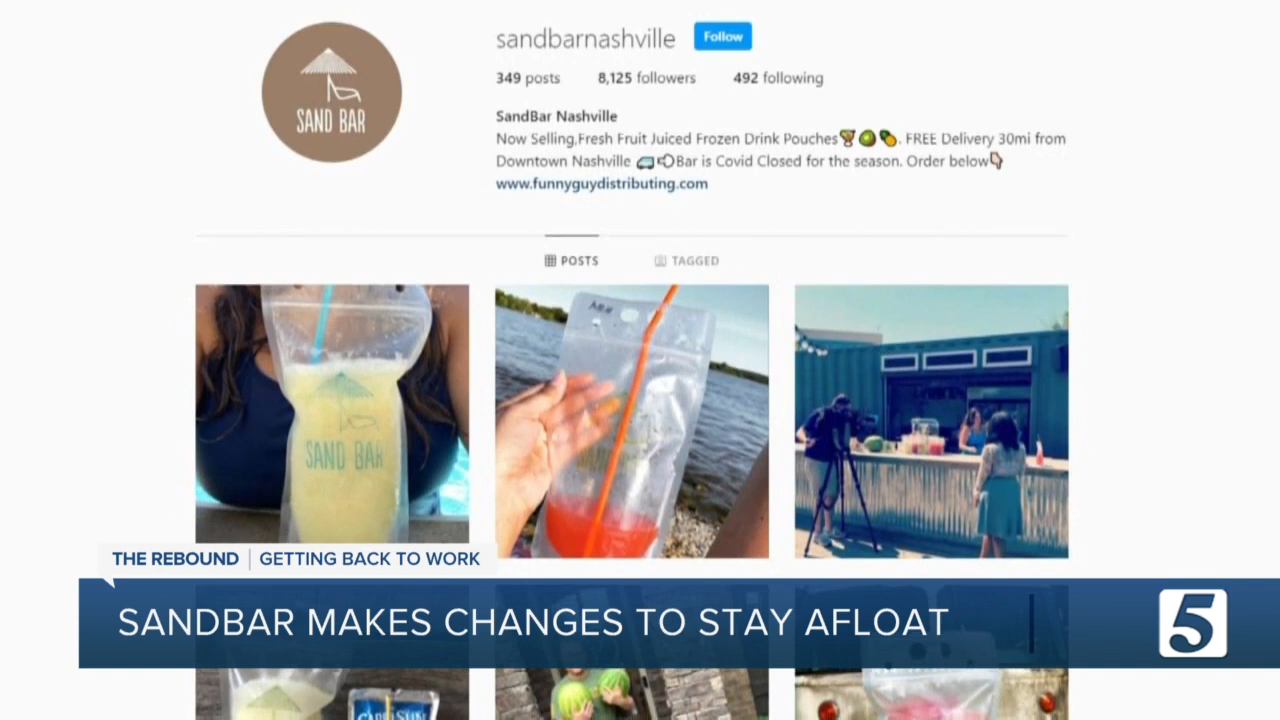 sandbarnashville
Follow
349 posts 8,125 followers 492 following
SAND BAR
SandBar Nashville
Now Selling,Fresh Fruit Juiced Frozen Drink Pouches🍹🥝🍍. FREE Delivery 30mi from
Downtown Nashville 🚐💨Bar is Covid Closed for the season. Order below👇
www.funnyguydistributing.com
POSTS TAGGED
SAND BAR
THE REBOUND | GETTING BACK TO WORK
SANDBAR MAKES CHANGES TO STAY AFLOAT
5
CAPRI SUN